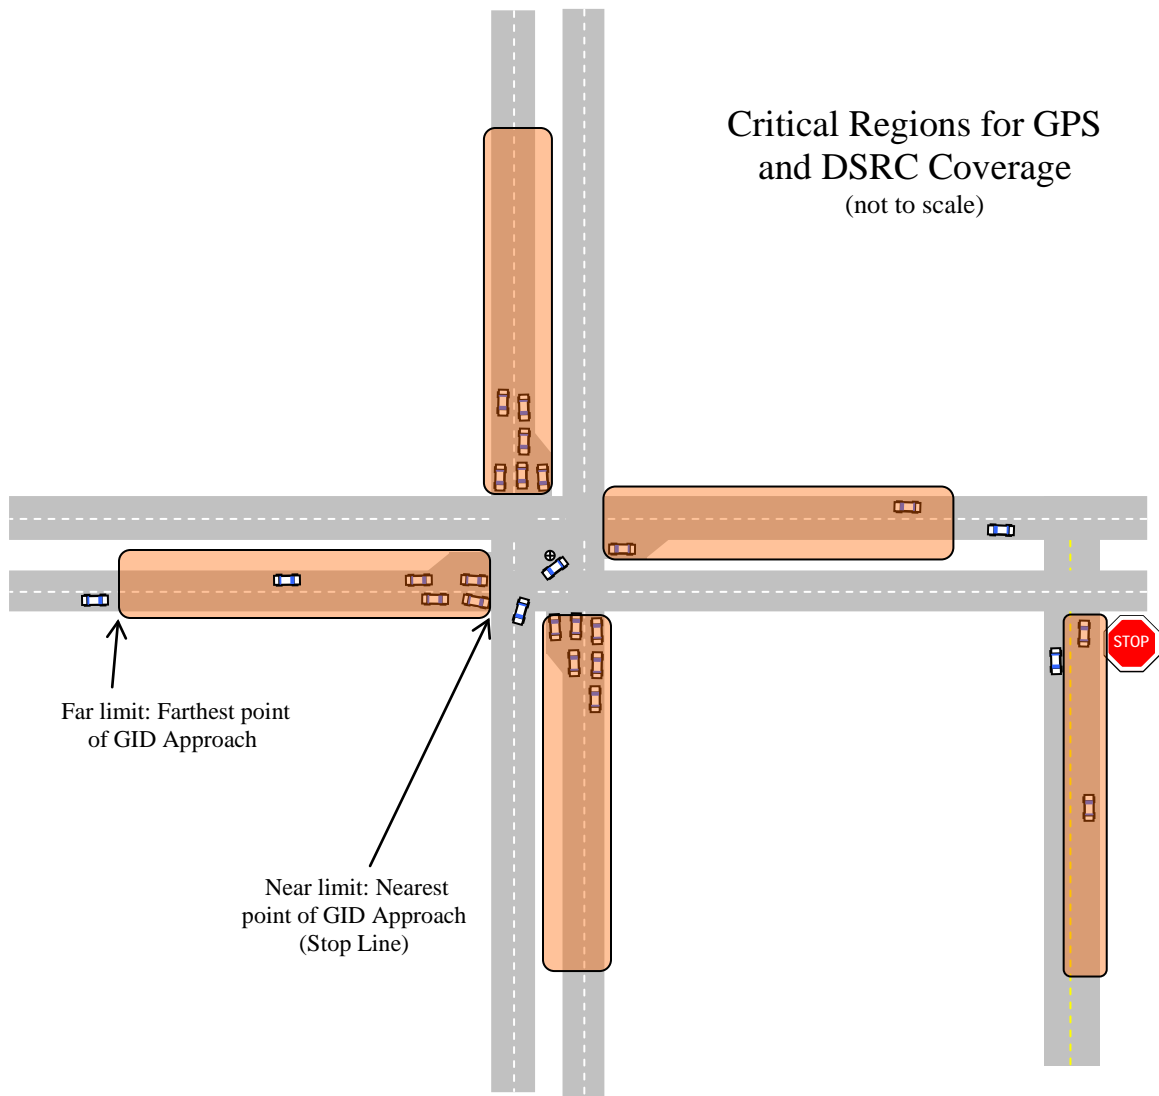 Critical Regions for GPS
and DSRC Coverage
(not to scale)
STOP
Far limit: Farthest point
of GID Approach
Near limit: Nearest
point of GID Approach
(Stop Line)